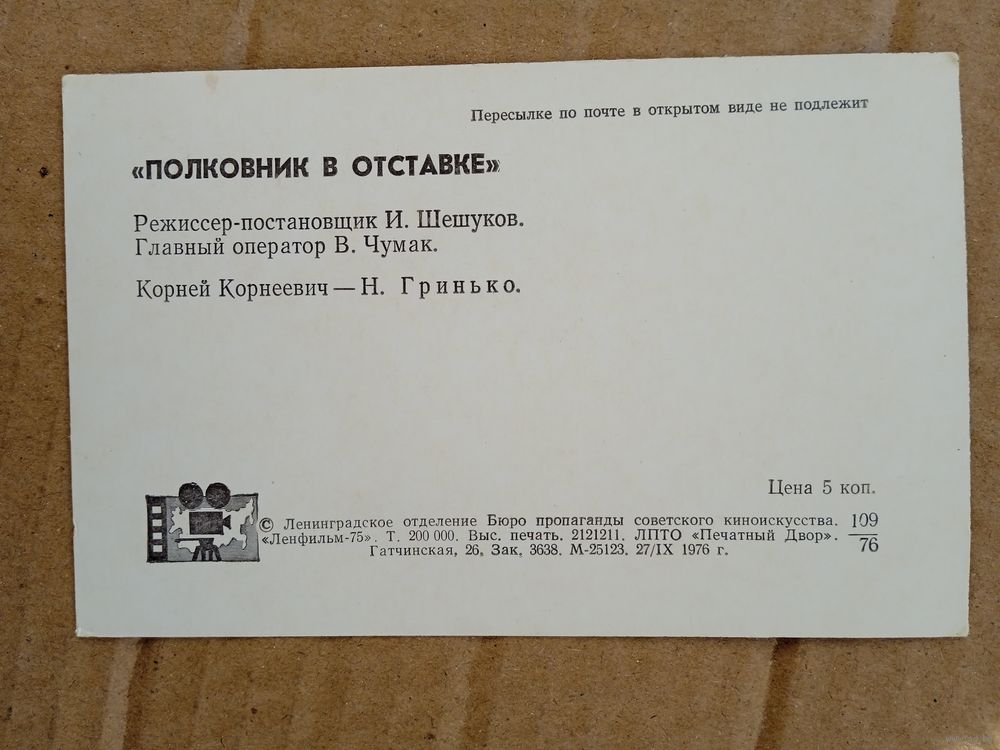 Пересылке по почте в открытом виде не подлежит
«ПОЛКОВНИК В ОТСТАВКЕ»
Режиссер-постановщик И. Шешуков.
Главный оператор В. Чумак.
Корней Корнеевич — Н. Гринько.
Цена 5 коп.
© Ленинградское отделение Бюро пропаганды советского киноискусства.
«Ленфильм-75». Т. 200 000. Выс. печать. 2121211. ЛПТО «Печатный Двор».
Гатчинская, 26. Зак. 3638. М-25123. 27/IX 1976 г.
109
76